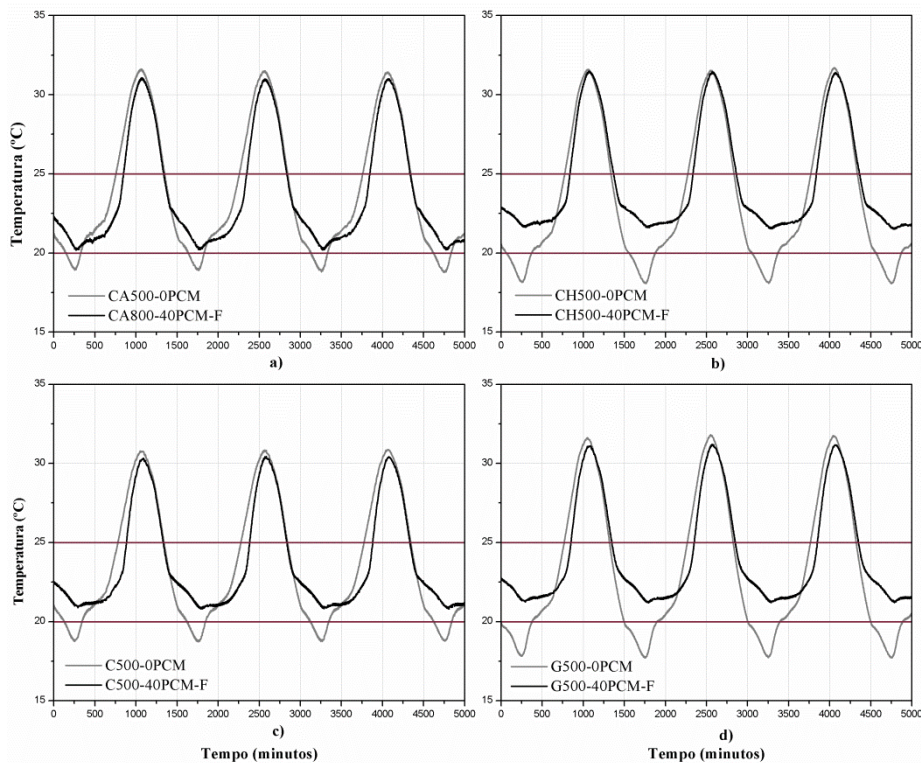 35
30
25
20
15
Temperatura (ºC)
CA500-0PCM
CA800-40PCM-F
0 500 1000 1500 2000 2500 3000 3500 4000 4500 5000
a)
35
30
25
20
15
CH500-0PCM
CH500-40PCM-F
0 500 1000 1500 2000 2500 3000 3500 4000 4500 5000
b)
35
30
25
20
15
Temperatura (ºC)
C500-0PCM
C500-40PCM-F
0 500 1000 1500 2000 2500 3000 3500 4000 4500 5000
c)
Tempo (minutos)
35
30
25
20
15
G500-0PCM
G500-40PCM-F
0 500 1000 1500 2000 2500 3000 3500 4000 4500 5000
d)
Tempo (minutos)